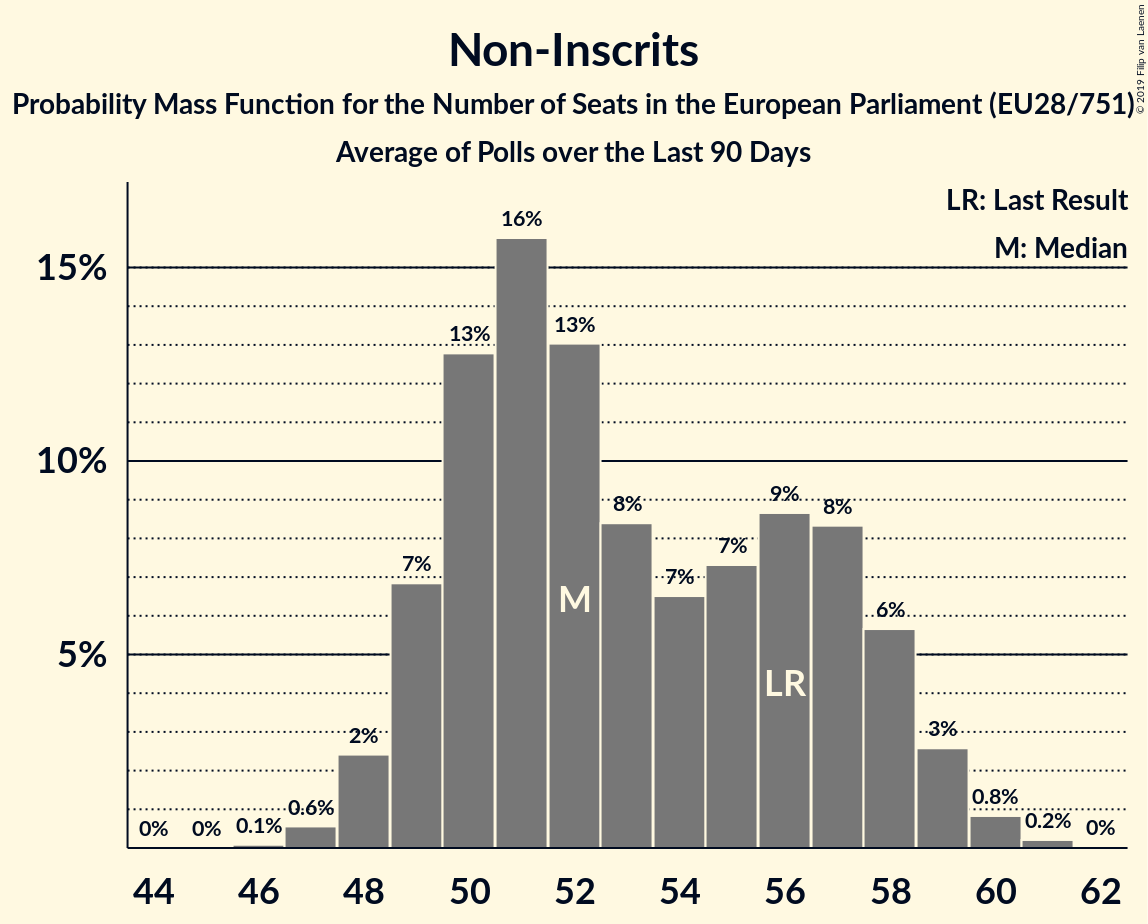 Non-Inscrits
Probability Mass Function for the Number of Seats in the European Parliament (EU28/751)
Average of Polls over the Last 90 Days
© 2019 Filip van Laenen
LR: Last Result
M: Median
15%
10%
5%
0%
0%
0.1%
0.6%
2%
7%
13%
16%
13%
8%
7%
7%
9%
8%
6%
3%
0.8%
0.2%
0%
M
LR
44 46 48 50 52 54 56 58 60 62